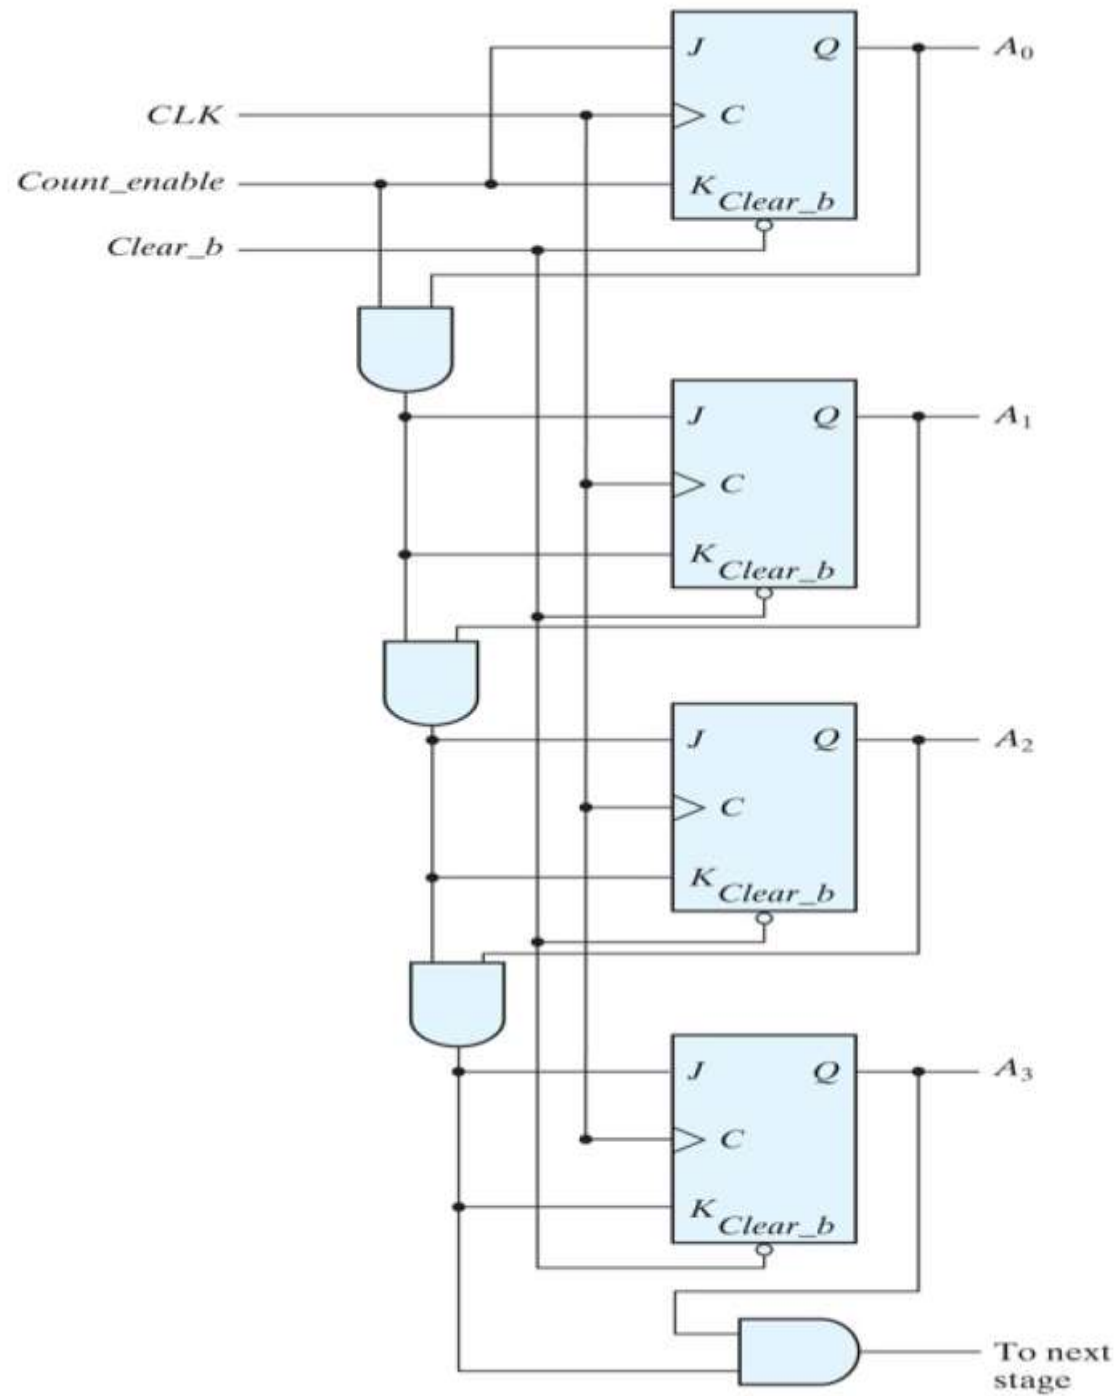 J Q A0
CLK C
Count_enable K Clear_b
Clear_b
J Q A1
C
K Clear_b
J Q A2
C
K Clear_b
J Q A3
C
K Clear_b
To next
stage